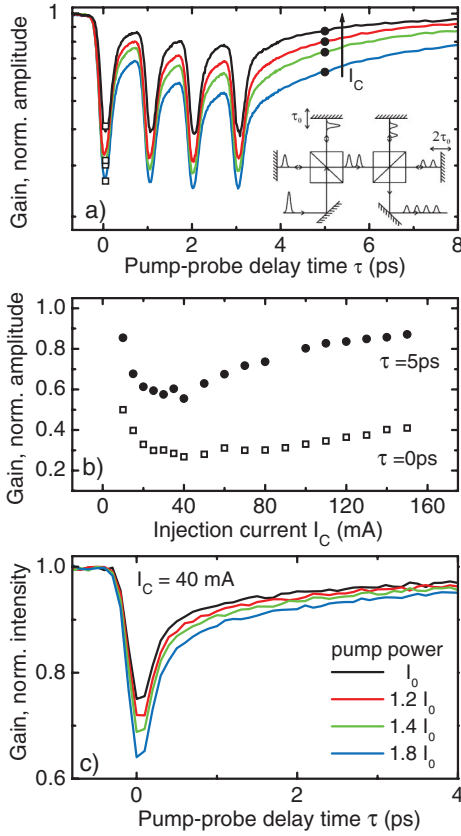 Gain, norm. amplitude
1
I_C
τ_0
2τ_0
a)
0 2 4 6 8
Pump-probe delay time τ (ps)
Gain, norm. amplitude
1.0
0.8
0.6
0.4
0.2
τ=5ps
τ=0ps
b)
0 40 80 120 160
Injection current I_C (mA)
Gain, norm. intensity
1.0
0.8
0.6
I_C = 40 mA
pump power
I_0
1.2 I_0
1.4 I_0
1.8 I_0
c)
0 2 4
Pump-probe delay time τ (ps)